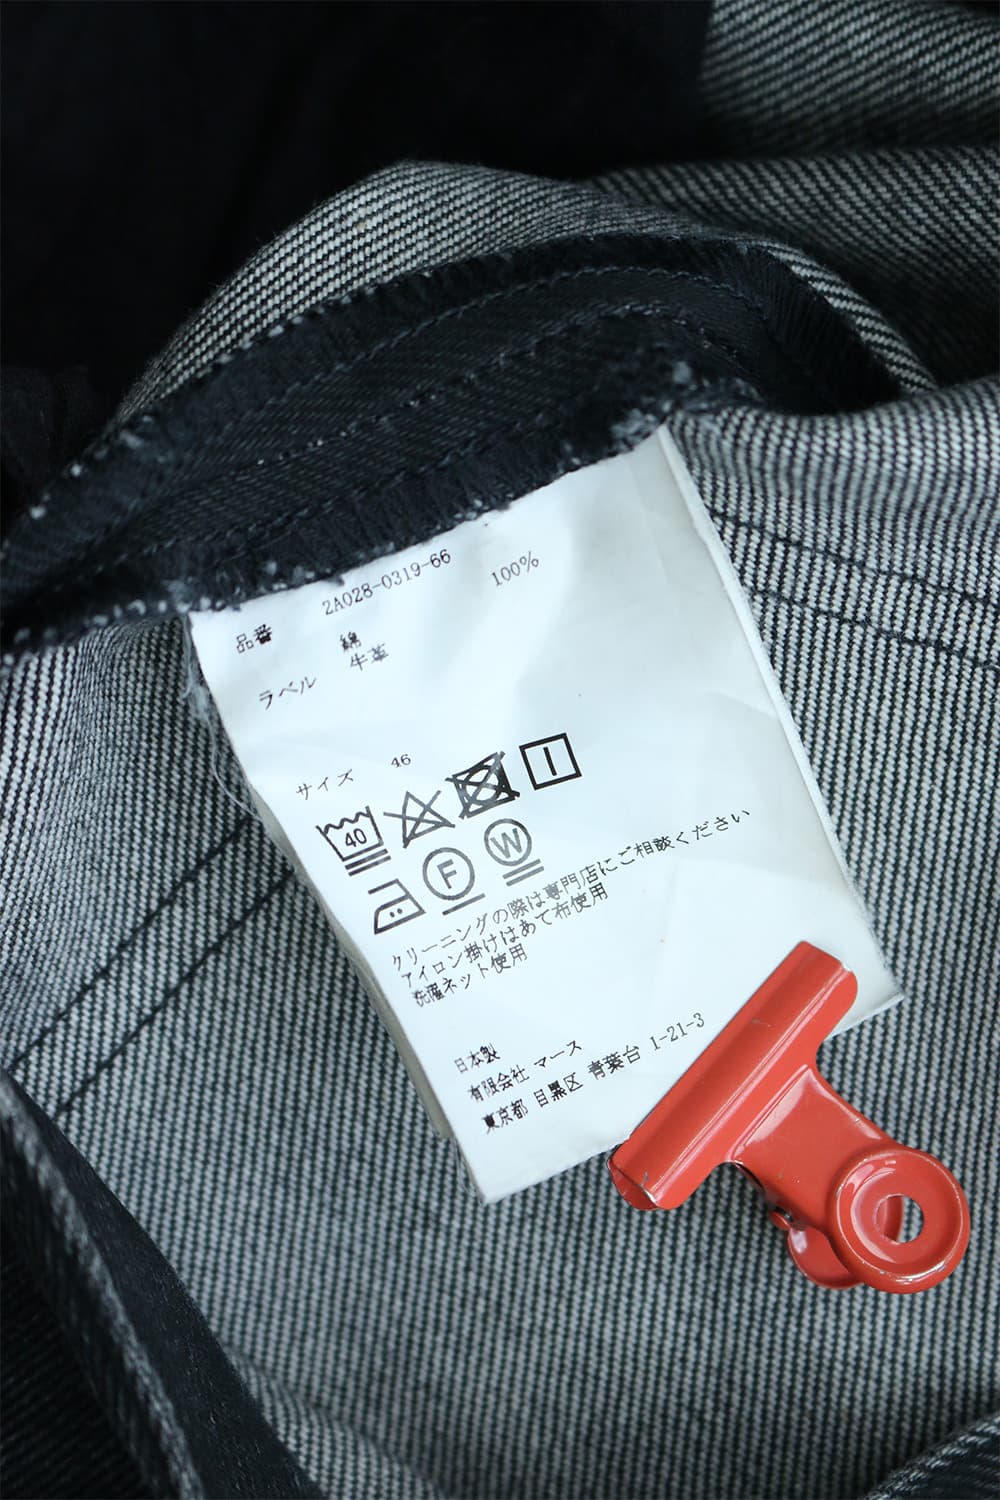 品番 2A028-0319-66
綿 100%
ラベル 牛革
サイズ 46
40
F W
クリーニングの際は専門店にご相談ください
アイロン掛けはあて布使用
洗濯ネット使用
日本製
有限会社 マース
東京都 目黒区 青葉台 1-21-3